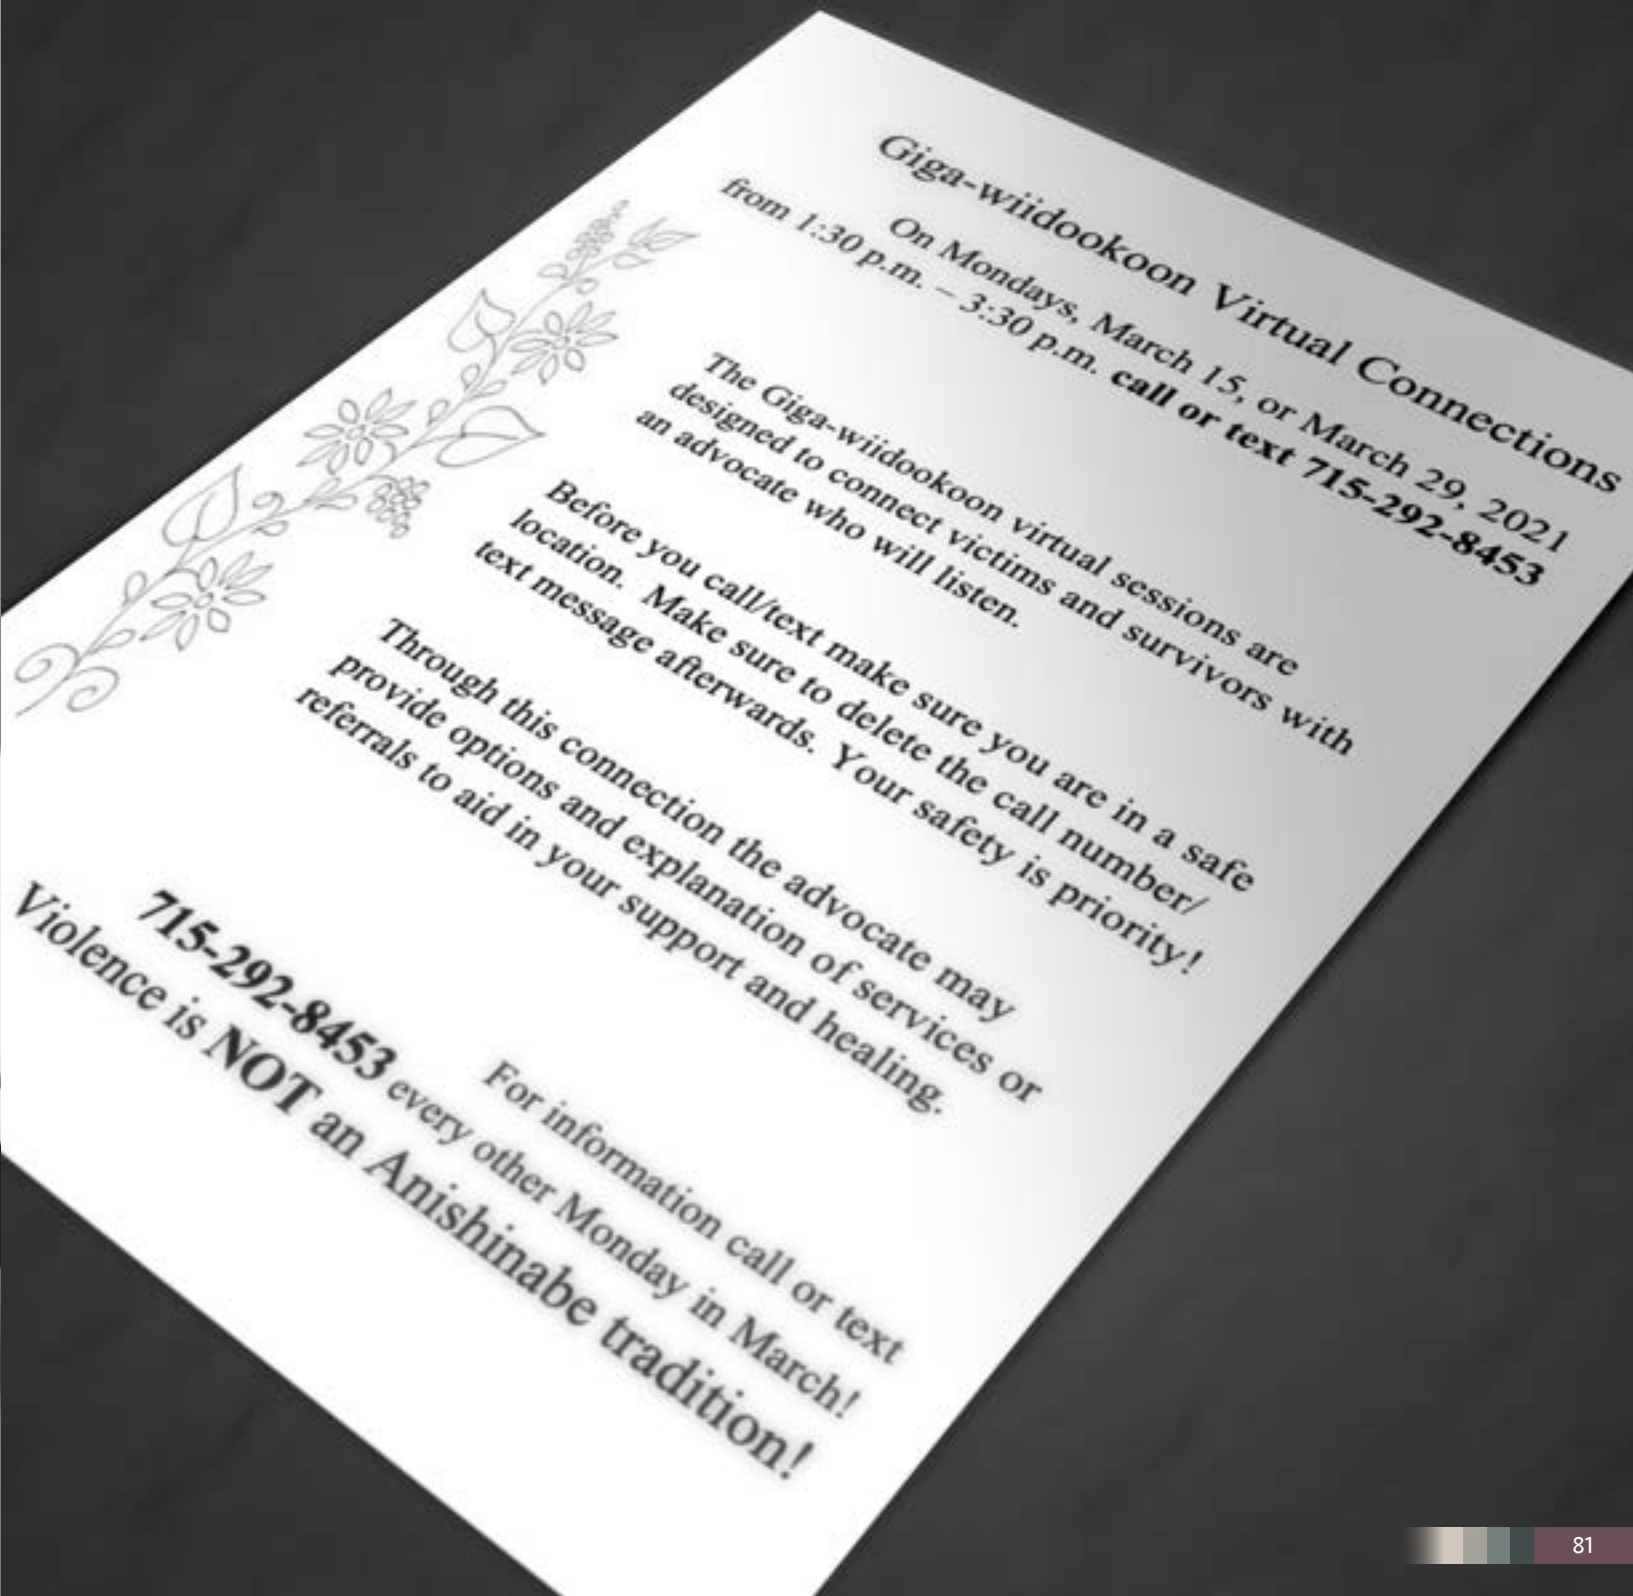 Giga-wiidookoon Virtual Connections
On Mondays, March 15, or March 29, 2021
from 1:30 p.m. – 3:30 p.m. call or text 715-292-8453
The Giga-wiidookoon virtual sessions are
designed to connect victims and survivors with
an advocate who will listen.
Before you call/text make sure you are in a safe
location. Make sure to delete the call number/
text message afterwards. Your safety is priority!
Through this connection the advocate may
provide options and explanation of services or
referrals to aid in your support and healing.
For information call or text
715-292-8453 every other Monday in March!
Violence is NOT an Anishinabe tradition!
81